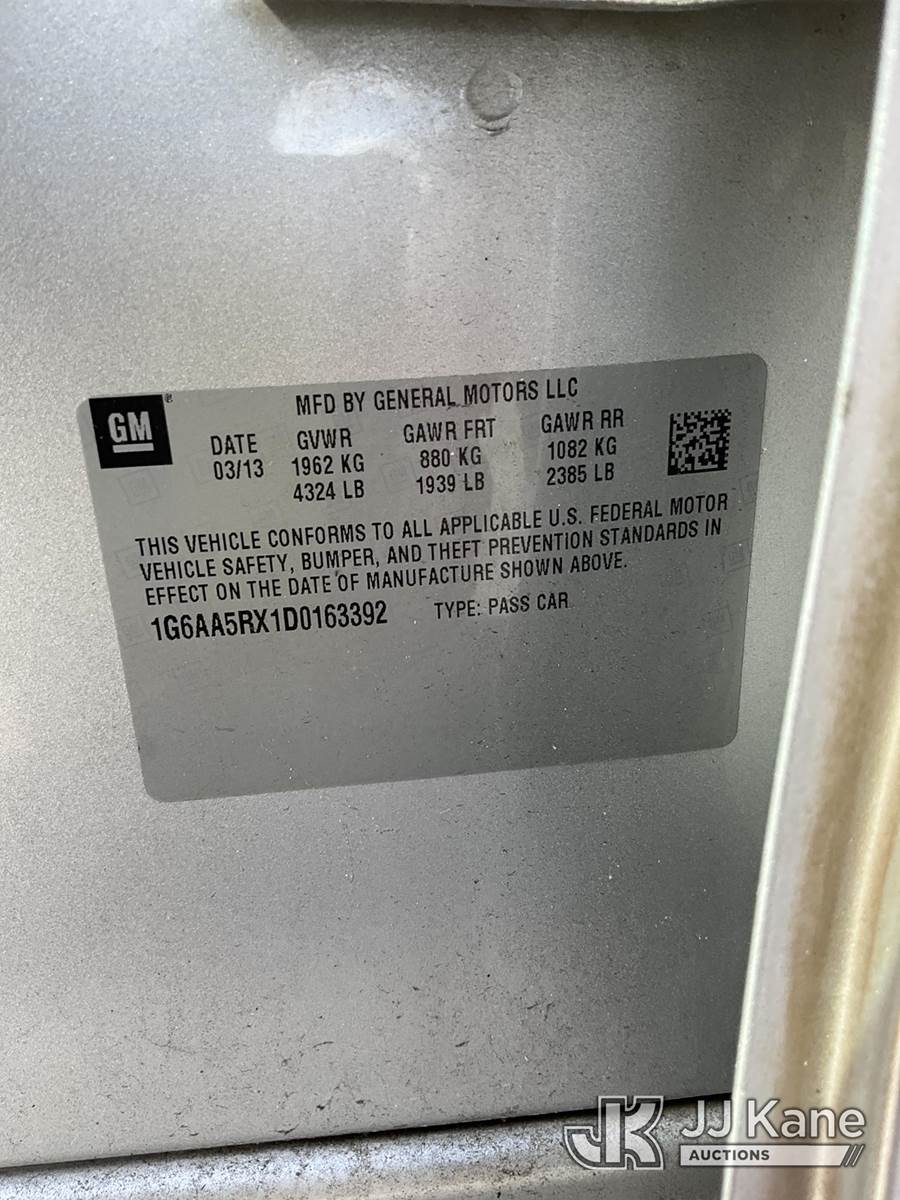 GM®
MFD BY GENERAL MOTORS LLC
DATE GVWR GAWR FRT GAWR RR
03/13 1962 KG 880 KG 1082 KG
4324 LB 1939 LB 2385 LB
THIS VEHICLE CONFORMS TO ALL APPLICABLE U.S. FEDERAL MOTOR
VEHICLE SAFETY, BUMPER, AND THEFT PREVENTION STANDARDS IN
EFFECT ON THE DATE OF MANUFACTURE SHOWN ABOVE.
1G6AA5RX1D0163392 TYPE: PASS CAR
JK JJ Kane
AUCTIONS